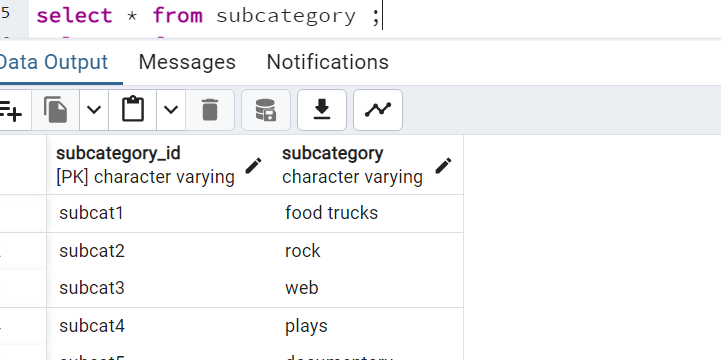 5 select * from subcategory ;
Data Output Messages Notifications
subcategory_id subcategory
[PK] character varying character varying
subcat1 food trucks
subcat2 rock
subcat3 web
subcat4 plays